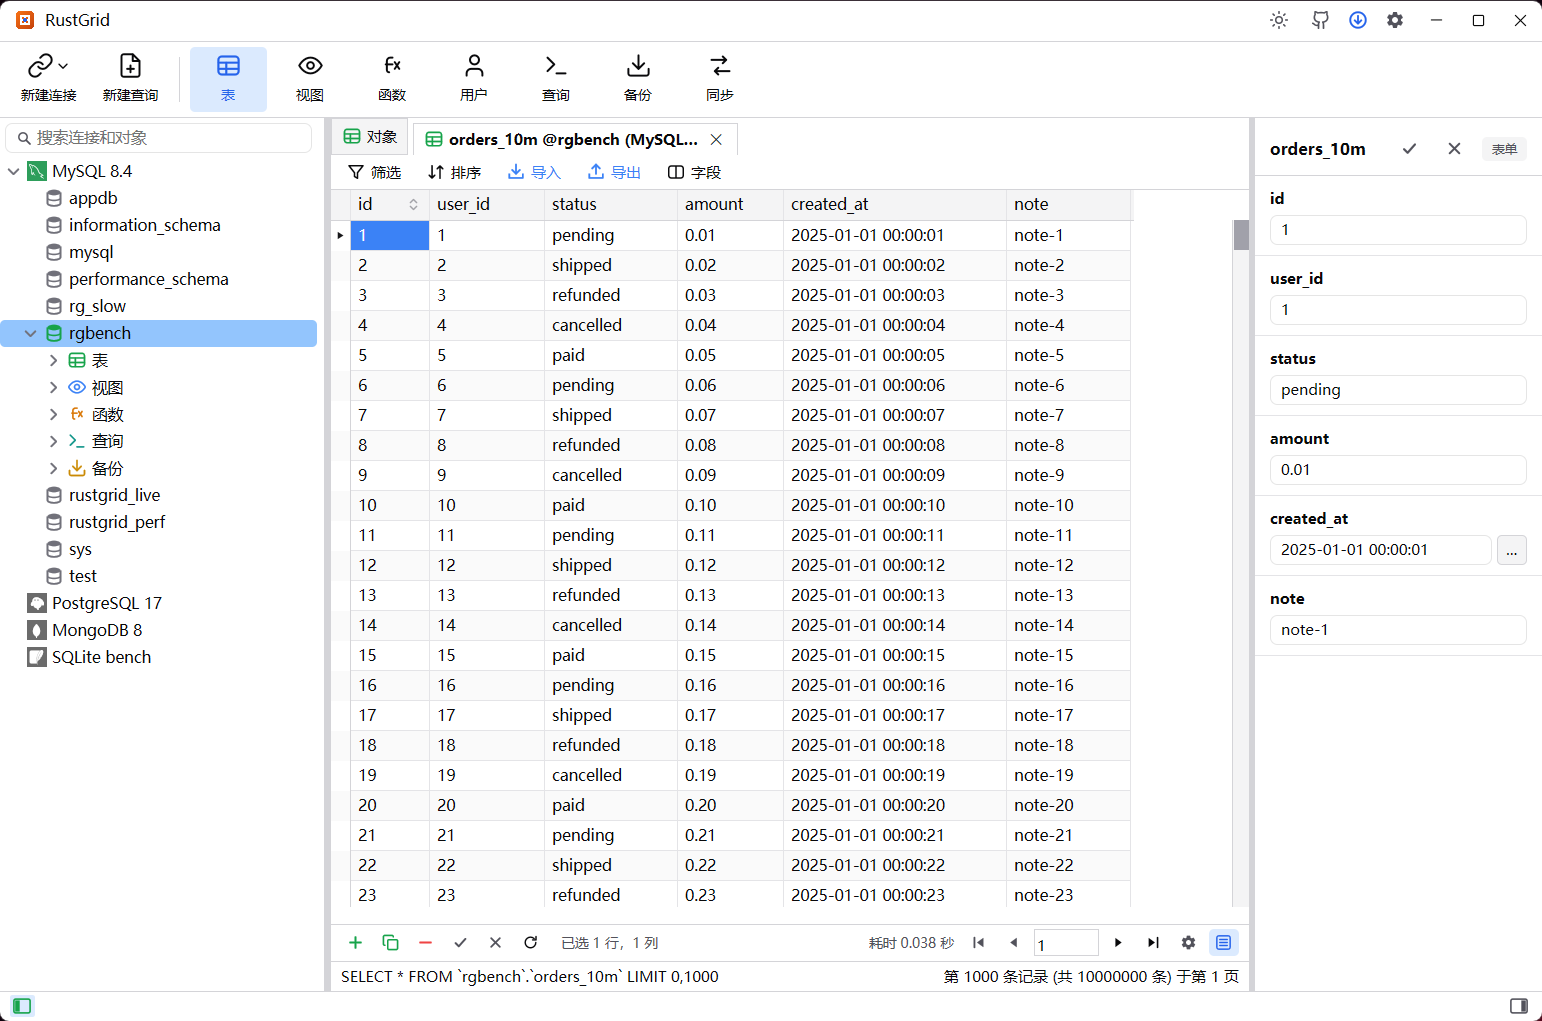 RustGrid
新建连接 新建查询 表 视图 函数 用户 查询 备份 同步
搜索连接和对象
MySQL 8.4
appdb
information_schema
mysql
performance_schema
rg_slow
rgbench
表
视图
函数
查询
备份
rustgrid_live
rustgrid_perf
sys
test
PostgreSQL 17
MongoDB 8
SQLite bench
对象 orders_10m @rgbench (MySQL...
筛选 排序 导入 导出 字段
id user_id status amount created_at note
1 1 pending 0.01 2025-01-01 00:00:01 note-1
2 2 shipped 0.02 2025-01-01 00:00:02 note-2
3 3 refunded 0.03 2025-01-01 00:00:03 note-3
4 4 cancelled 0.04 2025-01-01 00:00:04 note-4
5 5 paid 0.05 2025-01-01 00:00:05 note-5
6 6 pending 0.06 2025-01-01 00:00:06 note-6
7 7 shipped 0.07 2025-01-01 00:00:07 note-7
8 8 refunded 0.08 2025-01-01 00:00:08 note-8
9 9 cancelled 0.09 2025-01-01 00:00:09 note-9
10 10 paid 0.10 2025-01-01 00:00:10 note-10
11 11 pending 0.11 2025-01-01 00:00:11 note-11
12 12 shipped 0.12 2025-01-01 00:00:12 note-12
13 13 refunded 0.13 2025-01-01 00:00:13 note-13
14 14 cancelled 0.14 2025-01-01 00:00:14 note-14
15 15 paid 0.15 2025-01-01 00:00:15 note-15
16 16 pending 0.16 2025-01-01 00:00:16 note-16
17 17 shipped 0.17 2025-01-01 00:00:17 note-17
18 18 refunded 0.18 2025-01-01 00:00:18 note-18
19 19 cancelled 0.19 2025-01-01 00:00:19 note-19
20 20 paid 0.20 2025-01-01 00:00:20 note-20
21 21 pending 0.21 2025-01-01 00:00:21 note-21
22 22 shipped 0.22 2025-01-01 00:00:22 note-22
23 23 refunded 0.23 2025-01-01 00:00:23 note-23
已选 1 行，1 列 耗时 0.038 秒 1
SELECT * FROM `rgbench`.`orders_10m` LIMIT 0,1000 第 1000 条记录 (共 10000000 条) 于第 1 页
orders_10m 表单
id
1
user_id
1
status
pending
amount
0.01
created_at
2025-01-01 00:00:01 ...
note
note-1